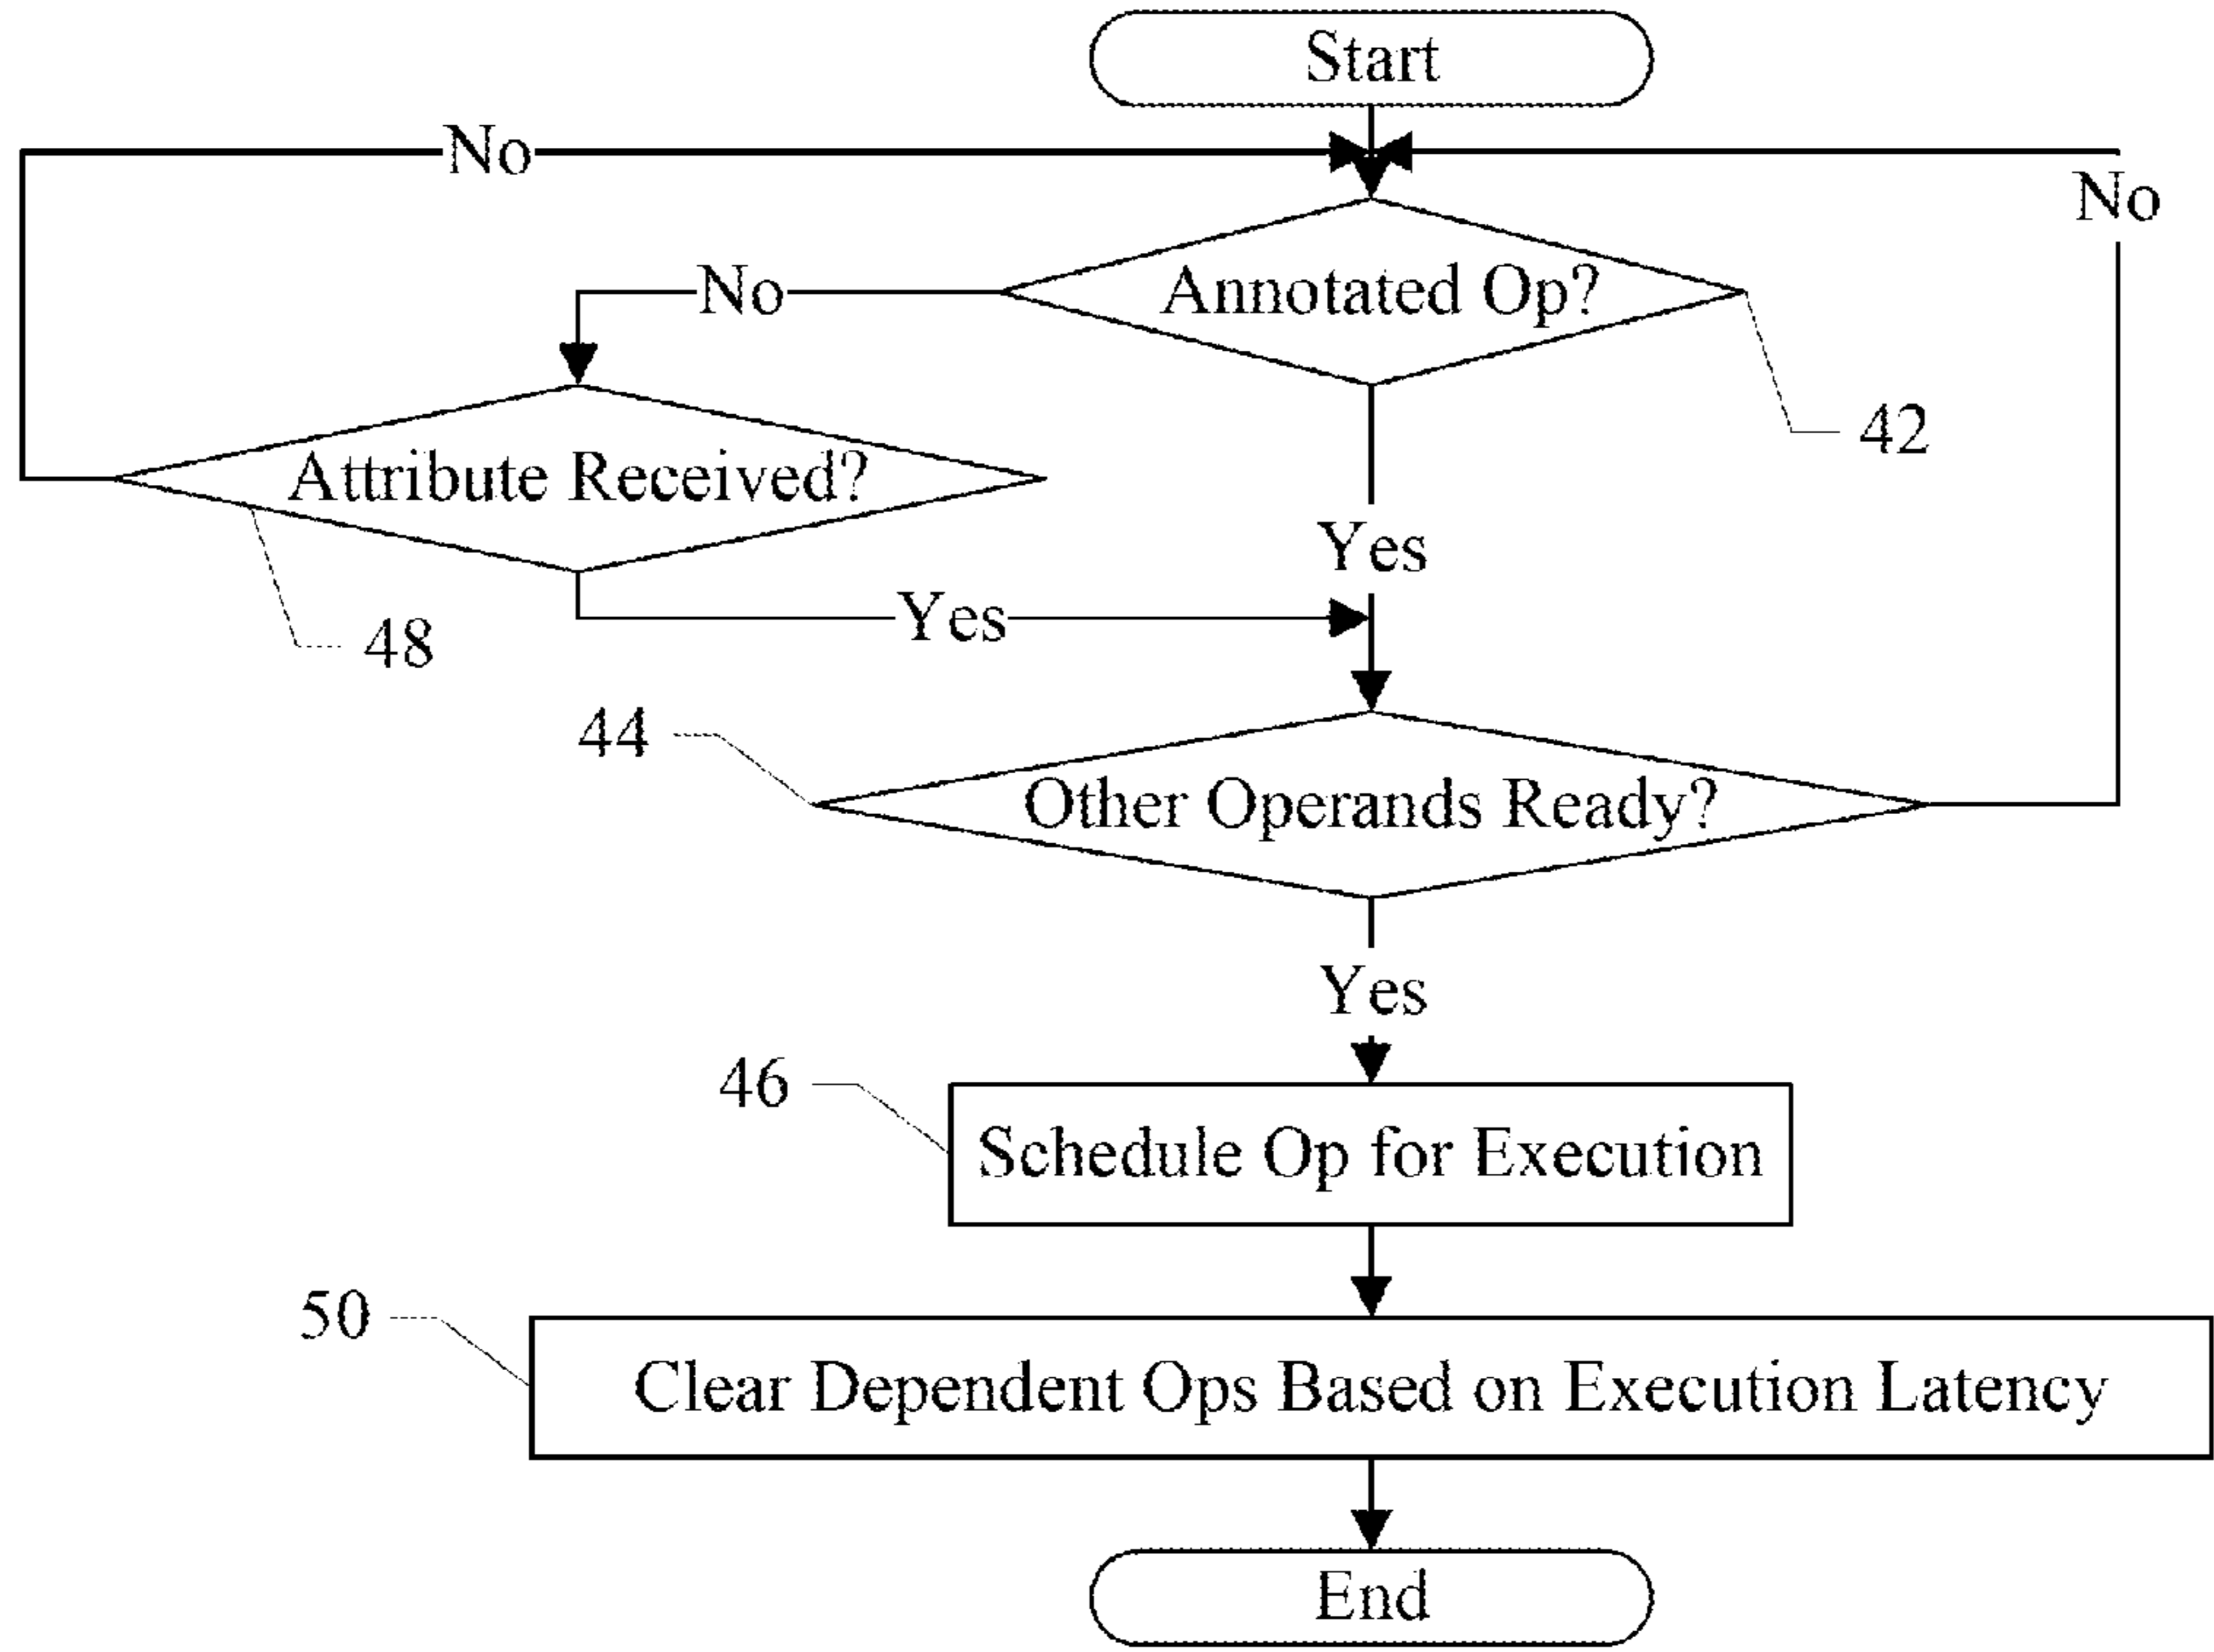 Start
No
No
No
Annotated Op?
42
Attribute Received?
Yes
Yes
48
44
Other Operands Ready?
Yes
46
Schedule Op for Execution
50
Clear Dependent Ops Based on Execution Latency
End